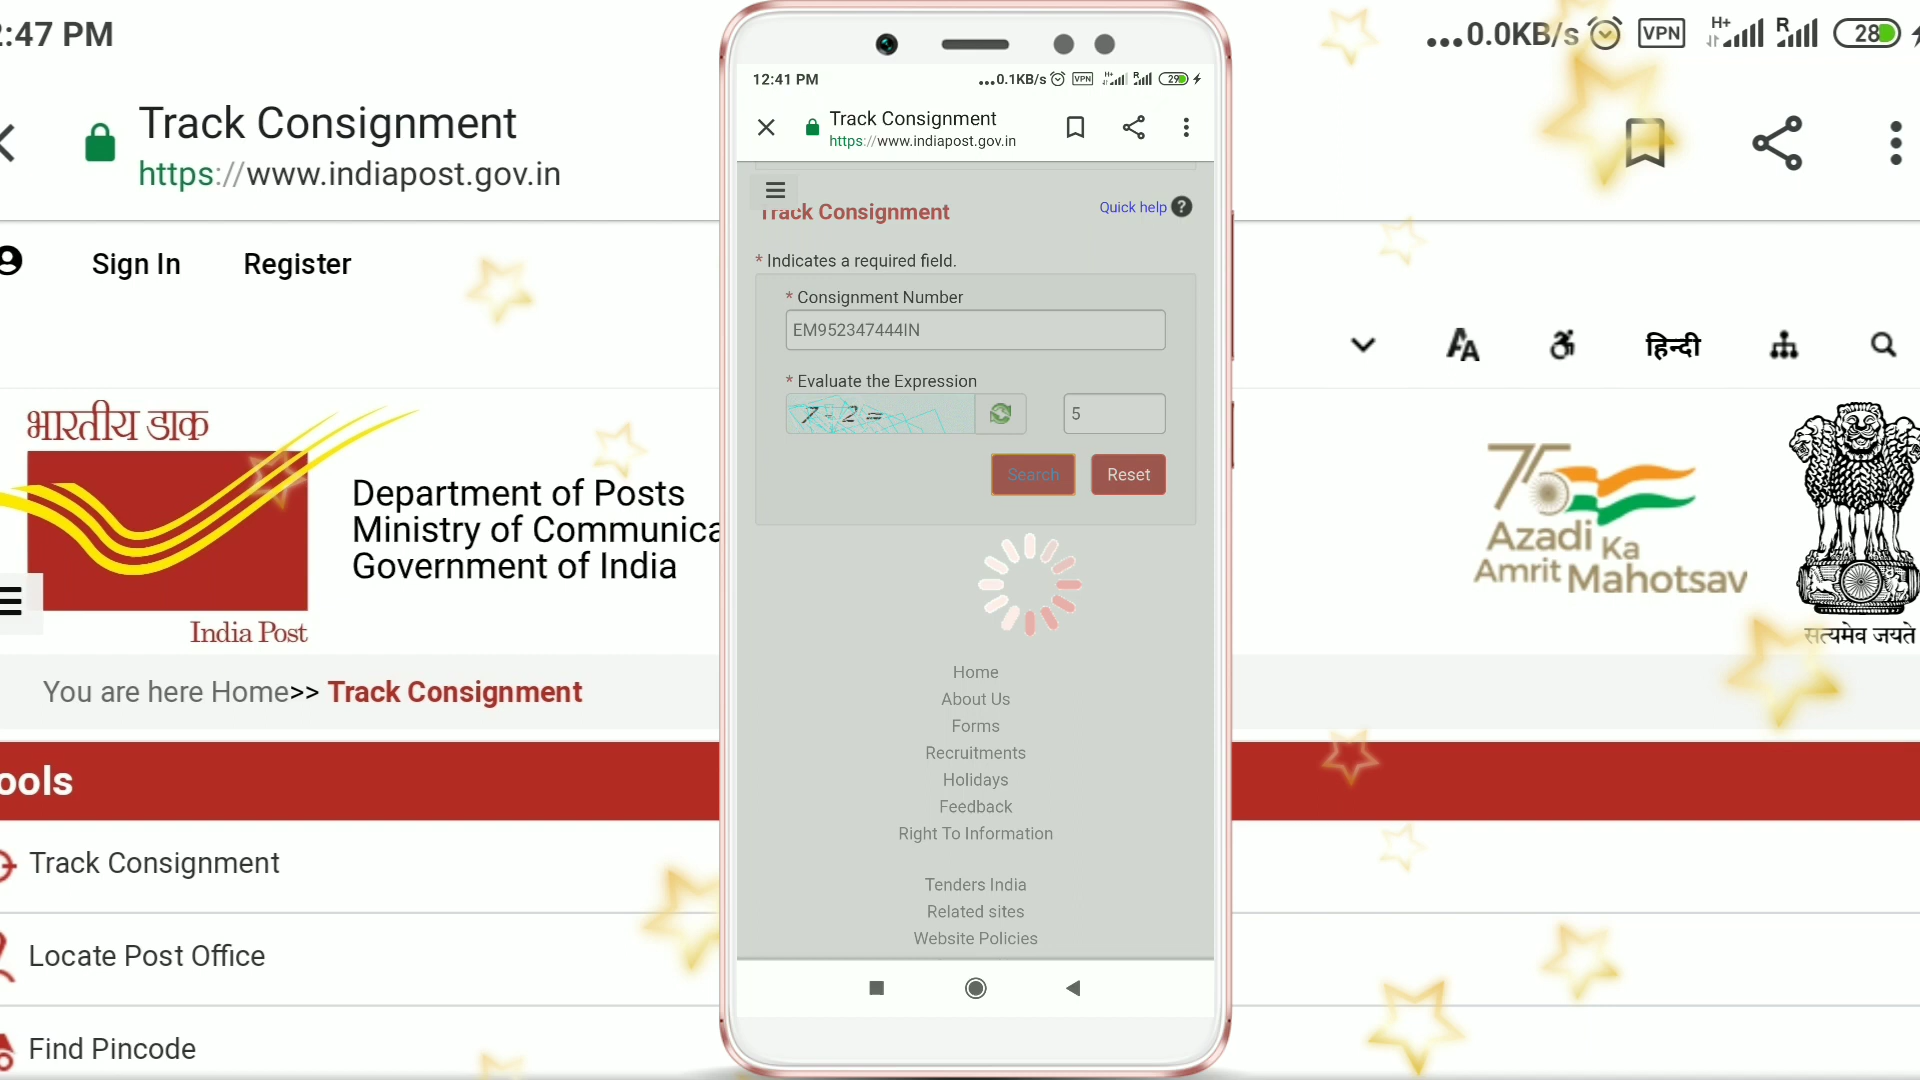 :47 PM
...0.0KB/s
VPN
H+
R
28
Track Consignment
https://www.indiapost.gov.in
Sign In
Register
हिन्दी
भारतीय डाक
India Post
Department of Posts
Ministry of Communica
Government of India
75
Azadi Ka
Amrit Mahotsav
सत्यमेव जयते
You are here Home>> Track Consignment
ools
Track Consignment
Locate Post Office
Find Pincode
12:41 PM
...0.1KB/s
VPN
H+
R
29
Track Consignment
https://www.indiapost.gov.in
Track Consignment
Quick help ?
* Indicates a required field.
* Consignment Number
EM952347444IN
* Evaluate the Expression
7 - 2 =
5
Search
Reset
Home
About Us
Forms
Recruitments
Holidays
Feedback
Right To Information
Tenders India
Related sites
Website Policies